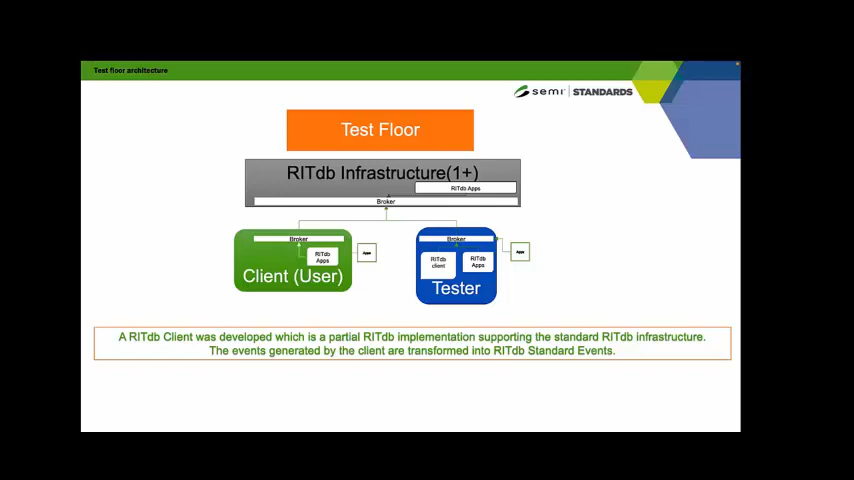 Test floor architecture
semi | STANDARDS
Test Floor
RITdb Infrastructure(1+)
RITdb Apps
Broker
Broker
RITdb
Apps
Apps
Client (User)
Broker
RITdb
client
RITdb
Apps
Apps
Tester
A RITdb Client was developed which is a partial RITdb implementation supporting the standard RITdb infrastructure.
The events generated by the client are transformed into RITdb Standard Events.